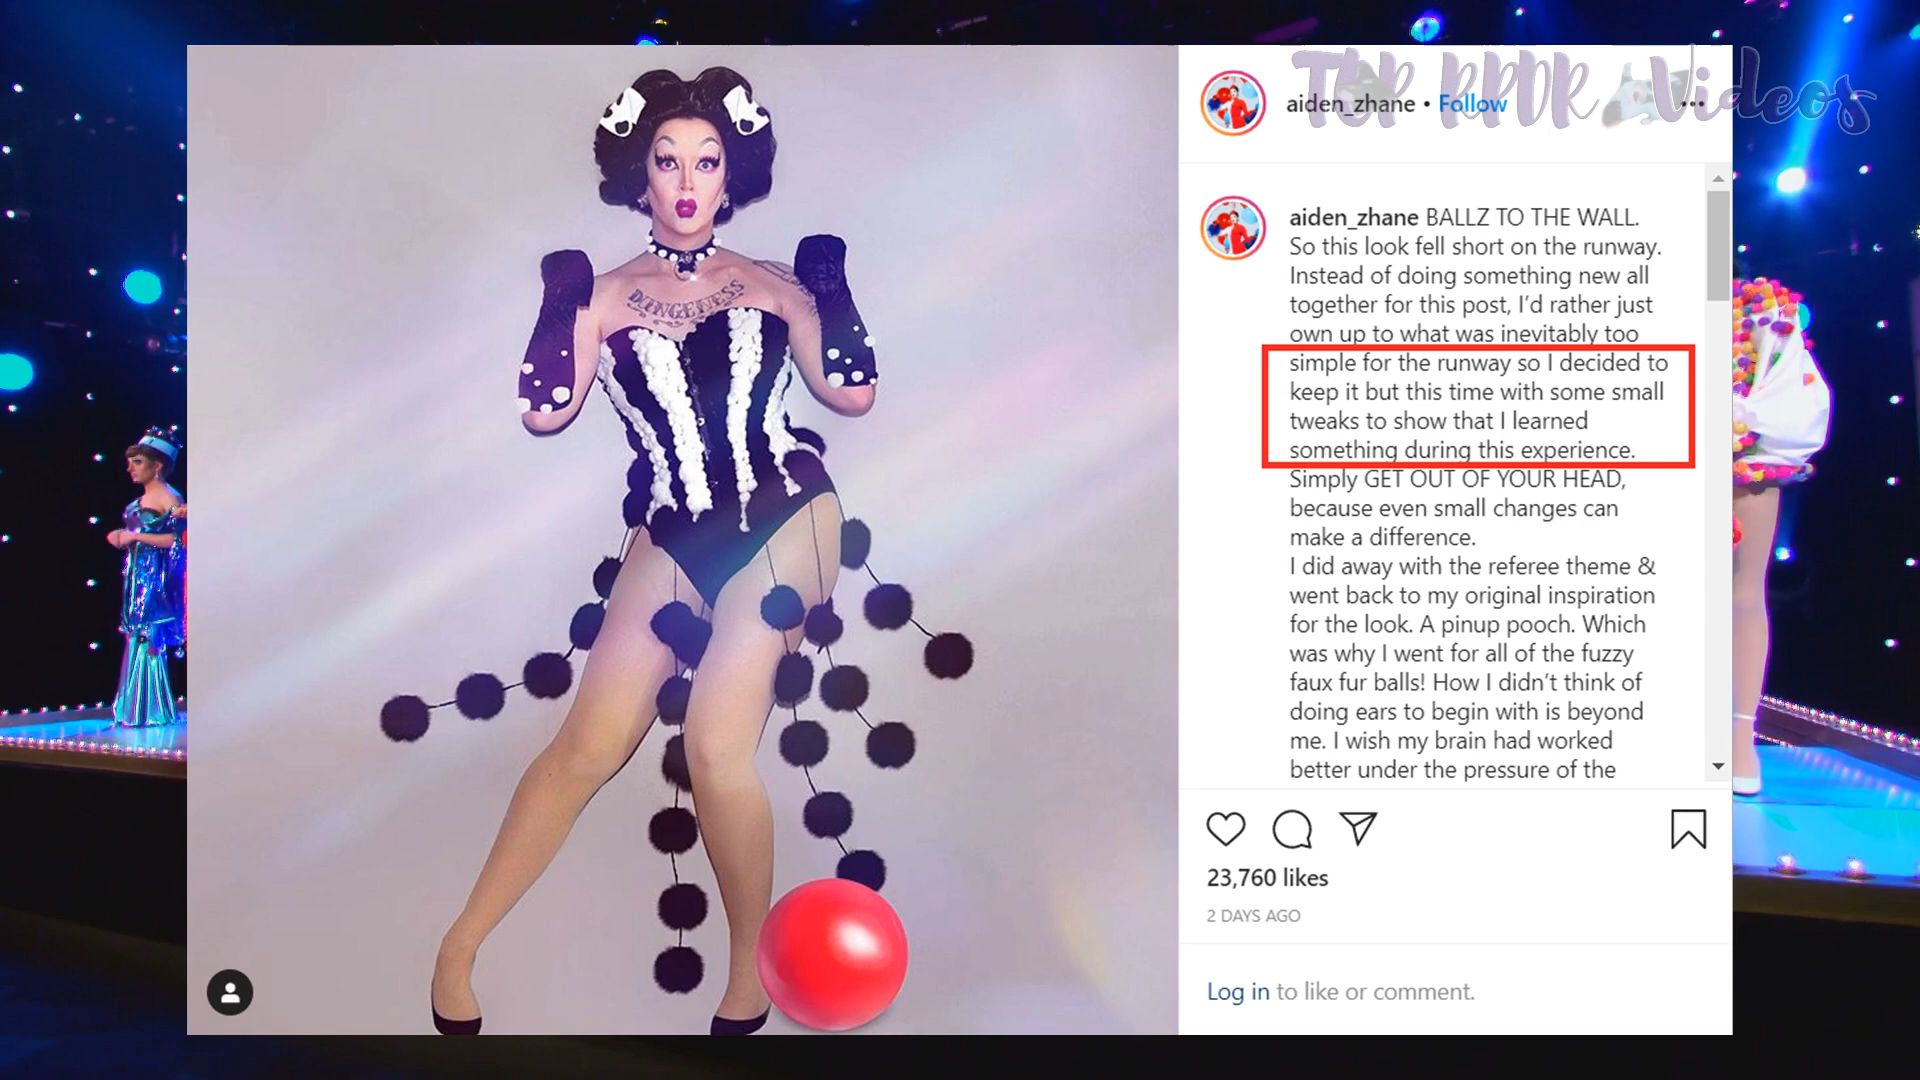 TCP RPDR Videos
aiden_zhane • Follow
aiden_zhane BALLZ TO THE WALL.
So this look fell short on the runway.
Instead of doing something new all
together for this post, I’d rather just
own up to what was inevitably too
simple for the runway so I decided to
keep it but this time with some small
tweaks to show that I learned
something during this experience.
Simply GET OUT OF YOUR HEAD,
because even small changes can
make a difference.
I did away with the referee theme &
went back to my original inspiration
for the look. A pinup pooch. Which
was why I went for all of the fuzzy
faux fur balls! How I didn’t think of
doing ears to begin with is beyond
me. I wish my brain had worked
better under the pressure of the
23,760 likes
2 DAYS AGO
Log in to like or comment.
DUNGENESS